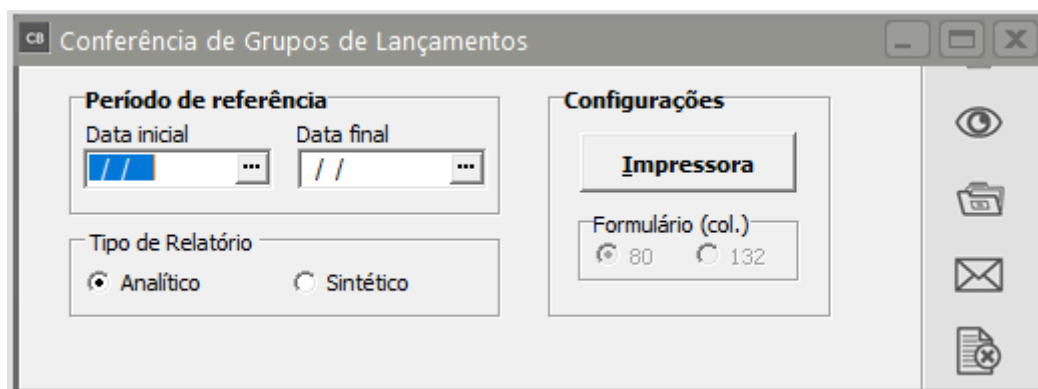 CB Conferência de Grupos de Lançamentos
Período de referência
Data inicial Data final
/ / ... / / ...
Tipo de Relatório
Analítico Sintético
Configurações
Impressora
Formulário (col.)
80 132